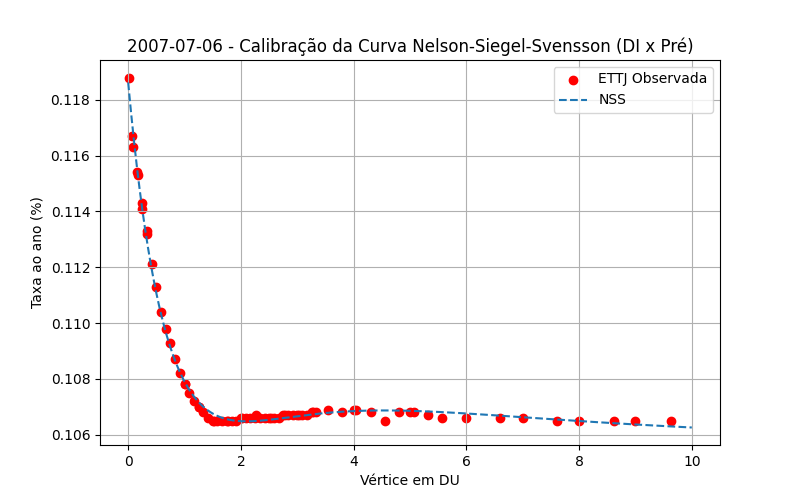 2007-07-06 - Calibração da Curva Nelson-Siegel-Svensson (DI x Pré)
ETTJ Observada
NSS
Taxa ao ano (%)
0.118
0.116
0.114
0.112
0.110
0.108
0.106
0 2 4 6 8 10
Vértice em DU